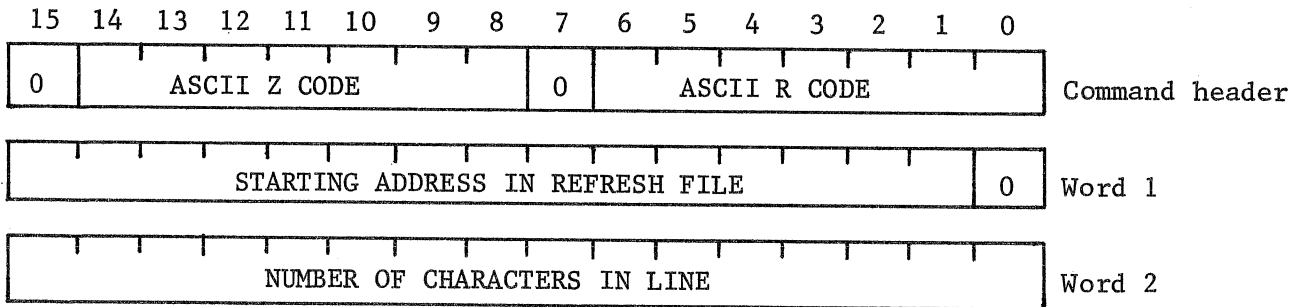 15 14 13 12 11 10 9 8 7 6 5 4 3 2 1 0
0 ASCII Z CODE 0 ASCII R CODE Command header
STARTING ADDRESS IN REFRESH FILE 0 Word 1
NUMBER OF CHARACTERS IN LINE Word 2